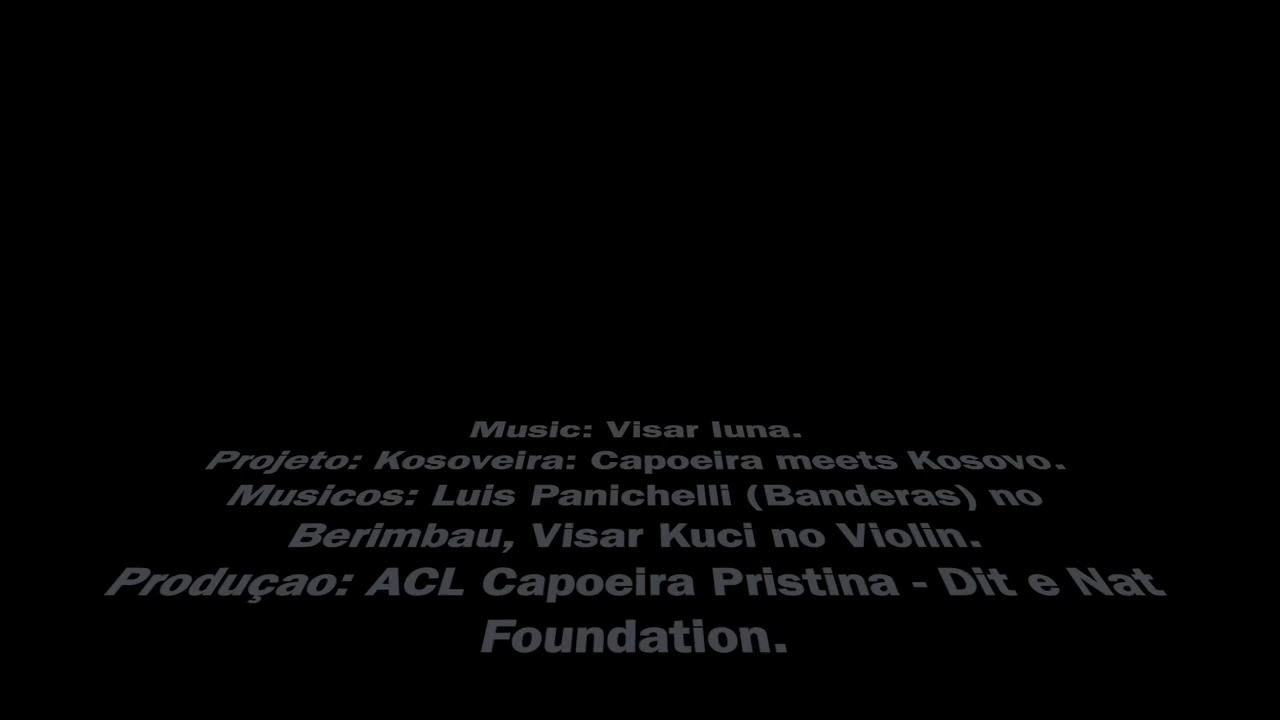 Music: Visar Iuna.
Projeto: Kosoveira: Capoeira meets Kosovo.
Musicos: Luis Panichelli (Banderas) no
Berimbau, Visar Kuci no Violin.
Produçao: ACL Capoeira Pristina - Dit e Nat
Foundation.